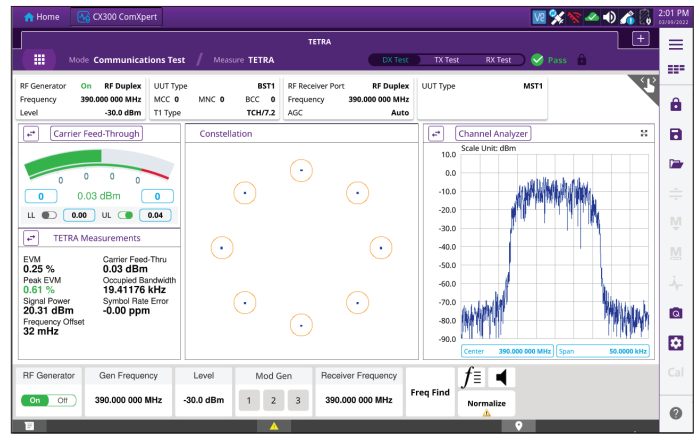 Home
CX300 ComXpert
2:01 PM
03/09/2022
TETRA
Mode Communications Test / Measure TETRA
DX Test
TX Test
RX Test
Pass
RF Generator On RF Duplex
Frequency 390.000 000 MHz
Level -30.0 dBm
UUT Type BST1
MCC 0 MNC 0 BCC 0
T1 Type TCH/7.2
RF Receiver Port RF Duplex
Frequency 390.000 000 MHz
AGC Auto
UUT Type MST1
Carrier Feed-Through
0 0 0 0
0 0.03 dBm 0
LL 0.00 UL 0.04
TETRA Measurements
EVM
0.25 %
Peak EVM
0.61 %
Signal Power
20.31 dBm
Frequency Offset
32 mHz
Carrier Feed-Thru
0.03 dBm
Occupied Bandwidth
19.41176 kHz
Symbol Rate Error
-0.00 ppm
Constellation
Channel Analyzer
Scale Unit: dBm
10.0
0.0
-10.0
-20.0
-30.0
-40.0
-50.0
-60.0
-70.0
-80.0
-90.0
Center 390.000 000 MHz
Span 50.0000 kHz
RF Generator
On Off
Gen Frequency
390.000 000 MHz
Level
-30.0 dBm
Mod Gen
1 2 3
Receiver Frequency
390.000 000 MHz
Freq Find
Normalize
M
M
Cal